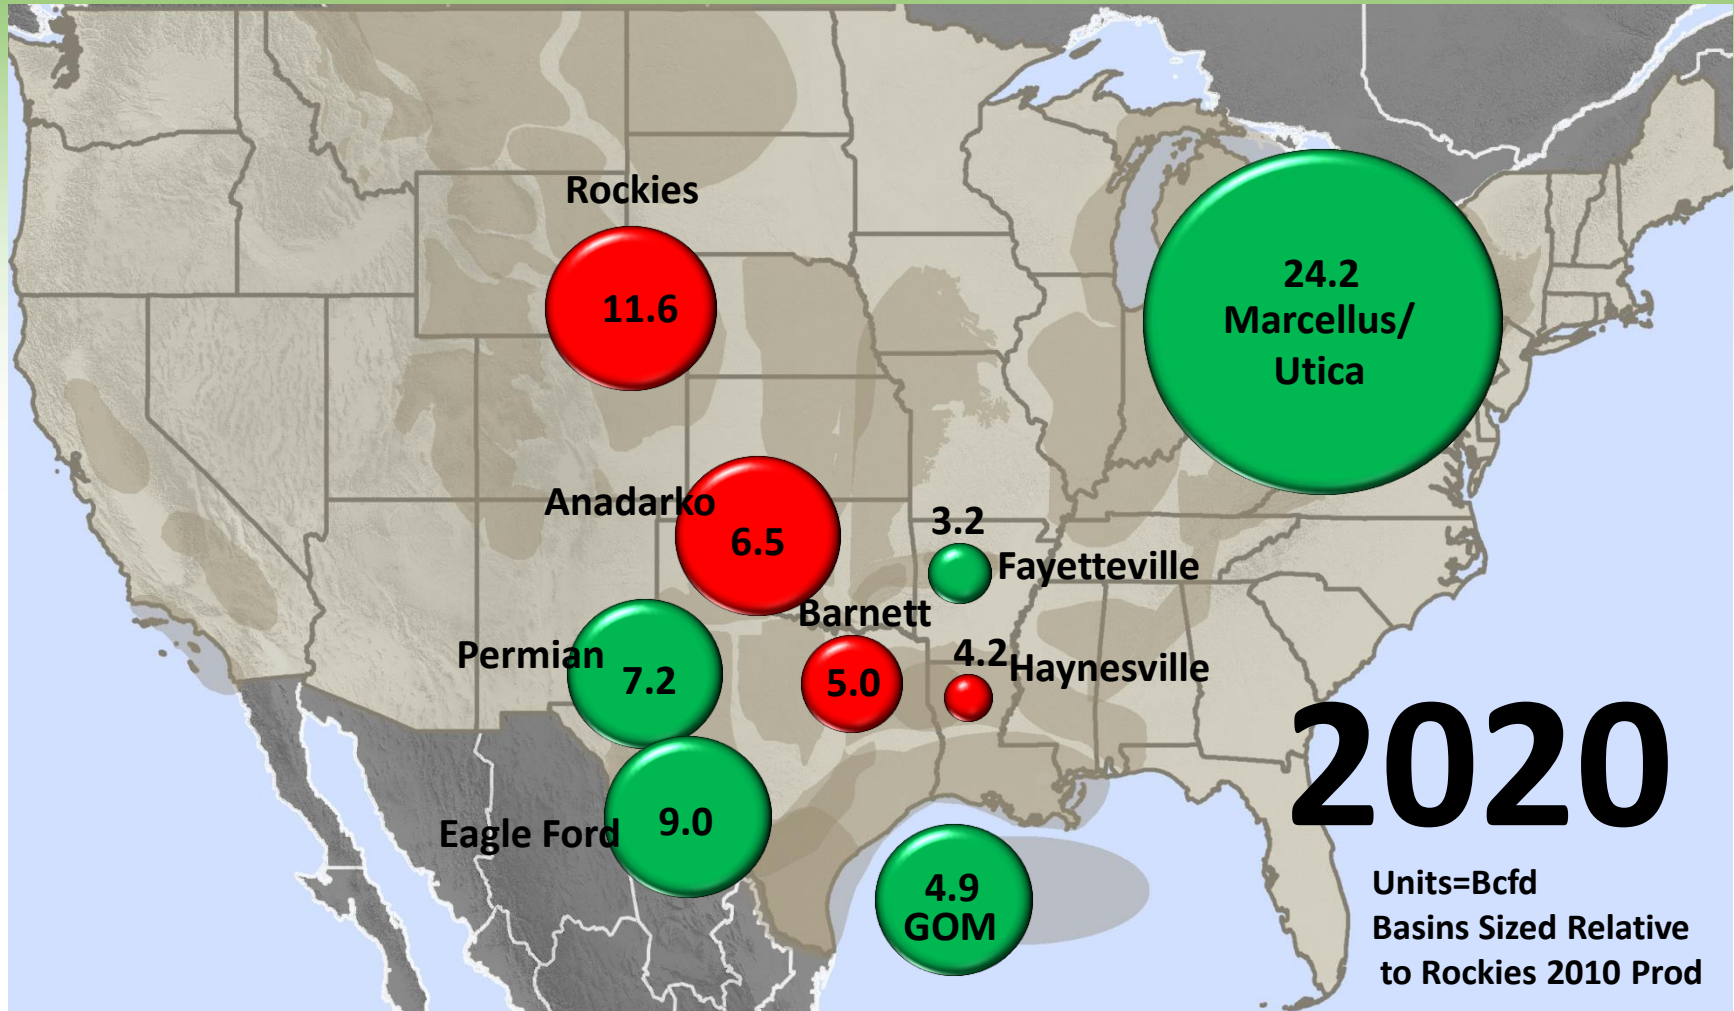 Rockies
11.6
24.2
Marcellus/
Utica
Anadarko
6.5
3.2
Fayetteville
Barnett
Permian
7.2
5.0
4.2
Haynesville
2020
Eagle Ford
9.0
4.9
GOM
Units=Bcfd
Basins Sized Relative
to Rockies 2010 Prod